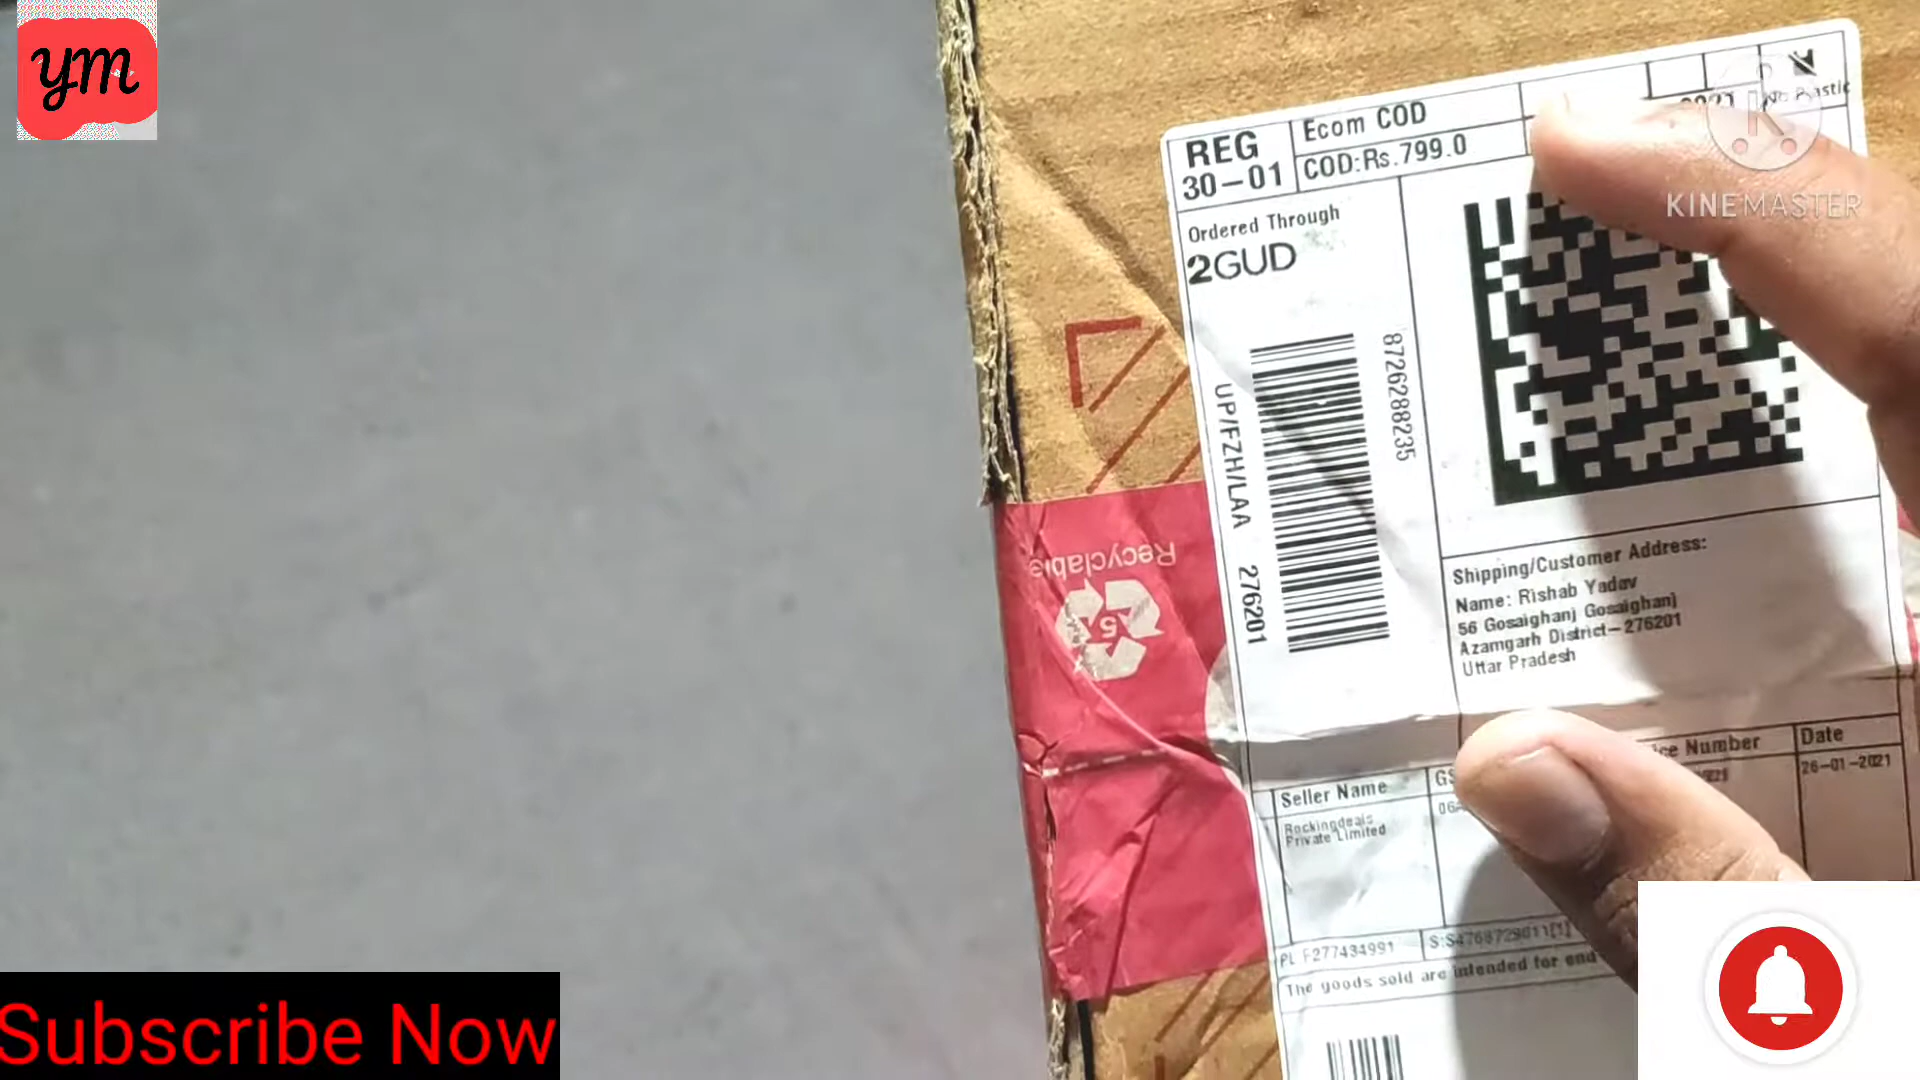 ym
REG
30-01
Ecom COD
COD:Rs.799.0
KINEMASTER
Ordered Through
2GUD
8726288235
UP/FZH/LAA 276201
Recyclable
5
Shipping/Customer Address:
Name: Rishab Yadav
56 Gosaighanj Gosaighanj
Azamgarh District-276201
Uttar Pradesh
Seller Name
Number
Date
26-01-2021
Rockingdeals
Private Limited
The goods sold are intended for end
Subscribe Now